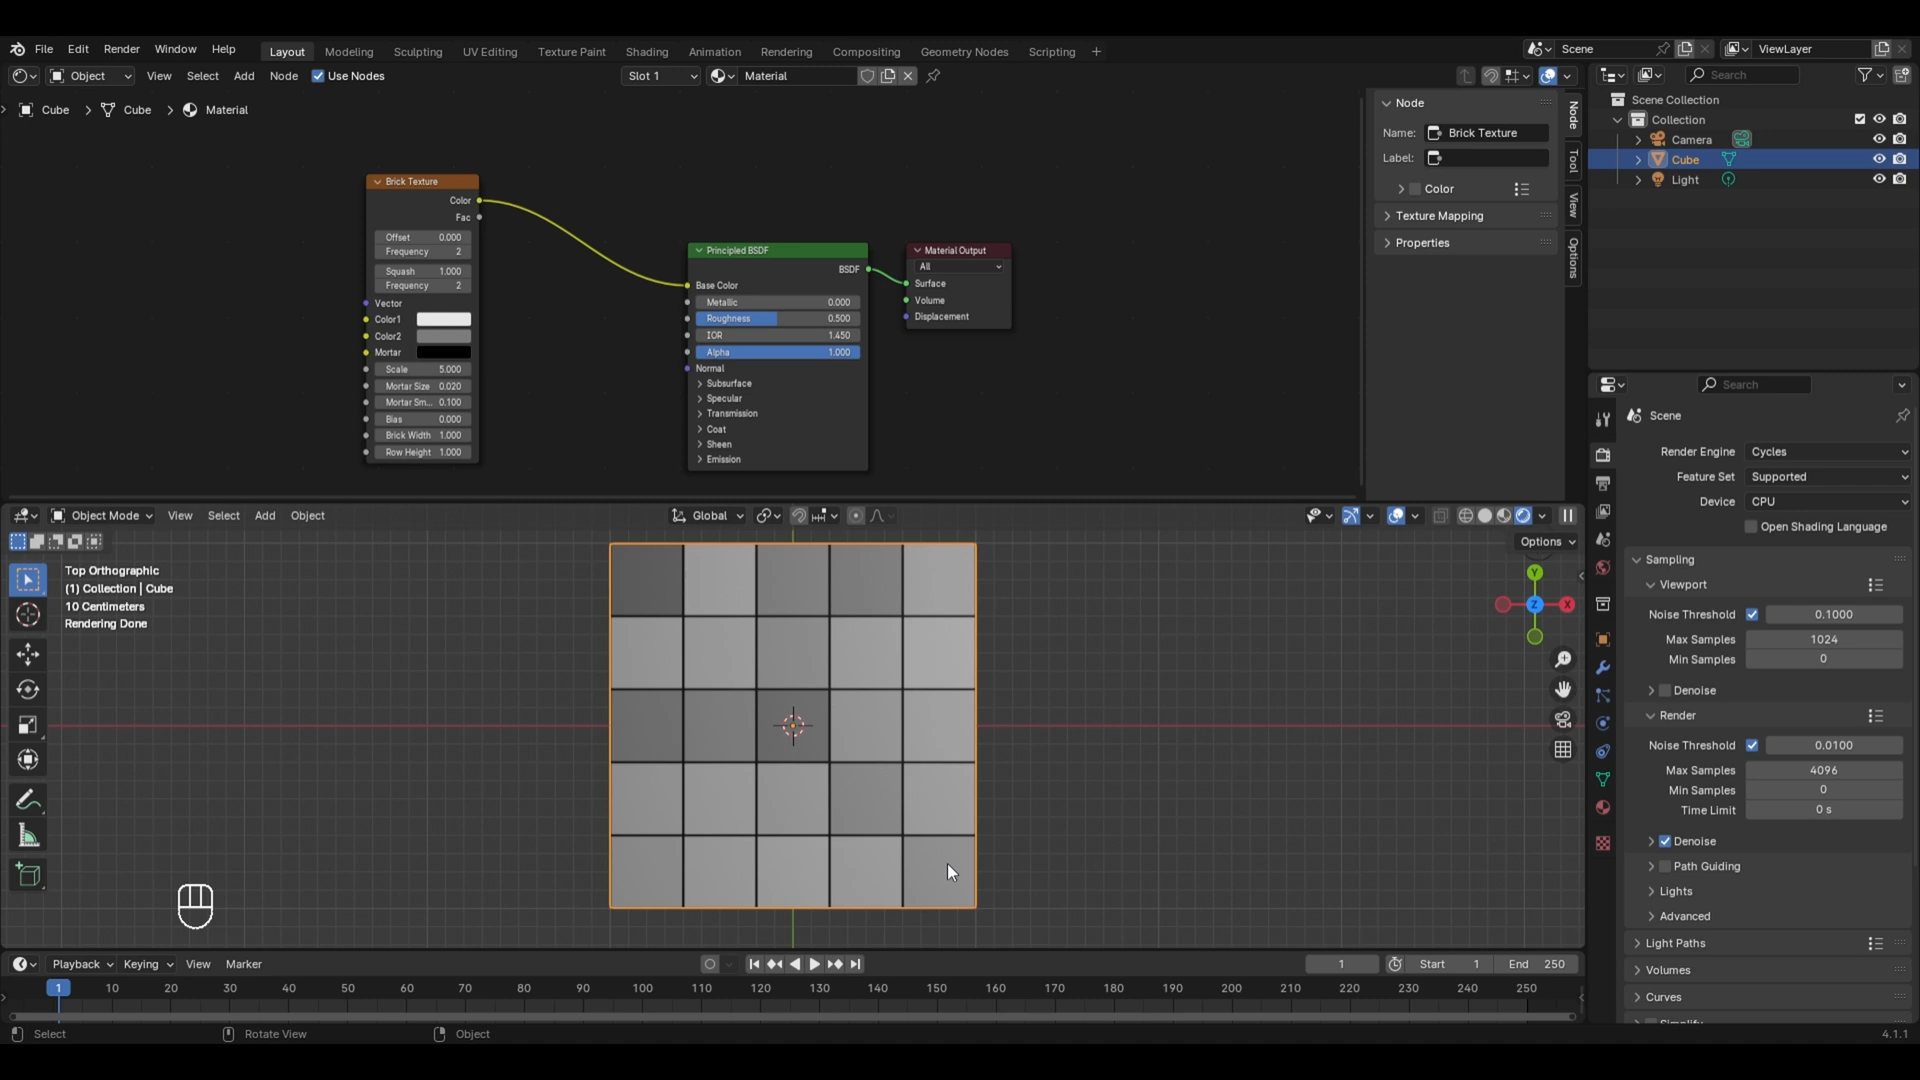 File Edit Render Window Help Layout Modeling Sculpting UV Editing Texture Paint Shading Animation Rendering Compositing Geometry Nodes Scripting + Scene ViewLayer
Object View Select Add Node Use Nodes Slot 1 Material Search
Cube Cube Material
Node
Name: Brick Texture
Label:
Color
Texture Mapping
Properties
Node
Tool
View
Options
Scene Collection
Collection
Camera
Cube
Light
Brick Texture
Color
Fac
Offset 0.000
Frequency 2
Squash 1.000
Frequency 2
Vector
Color1
Color2
Mortar
Scale 5.000
Mortar Size 0.020
Mortar Sm... 0.100
Bias 0.000
Brick Width 1.000
Row Height 1.000
Principled BSDF
BSDF
Base Color
Metallic 0.000
Roughness 0.500
IOR 1.450
Alpha 1.000
Normal
Subsurface
Specular
Transmission
Coat
Sheen
Emission
Material Output
All
Surface
Volume
Displacement
Object Mode View Select Add Object Global
Options
Top Orthographic
(1) Collection | Cube
10 Centimeters
Rendering Done
Y
Z
X
Search
Scene
Render Engine Cycles
Feature Set Supported
Device CPU
Open Shading Language
Sampling
Viewport
Noise Threshold 0.1000
Max Samples 1024
Min Samples 0
Denoise
Render
Noise Threshold 0.0100
Max Samples 4096
Min Samples 0
Time Limit 0 s
Denoise
Path Guiding
Lights
Advanced
Light Paths
Volumes
Curves
Playback Keying View Marker 1 Start 1 End 250
1 10 20 30 40 50 60 70 80 90 100 110 120 130 140 150 160 170 180 190 200 210 220 230 240 250
Select Rotate View Object 4.1.1